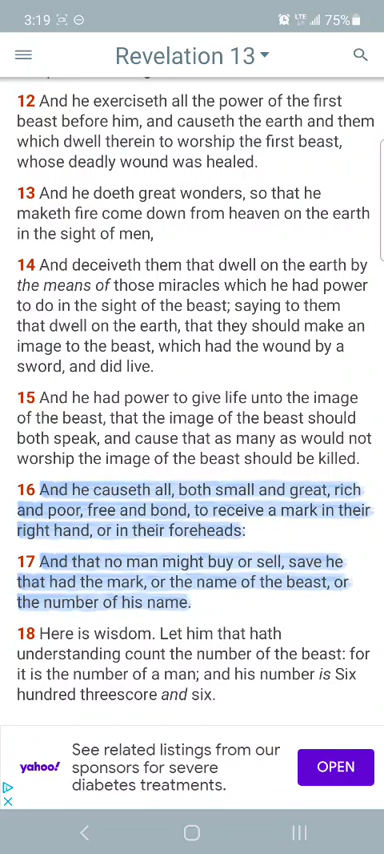 3:19 LTE 75%
Revelation 13
12 And he exerciseth all the power of the first
beast before him, and causeth the earth and them
which dwell therein to worship the first beast,
whose deadly wound was healed.
13 And he doeth great wonders, so that he
maketh fire come down from heaven on the earth
in the sight of men,
14 And deceiveth them that dwell on the earth by
the means of those miracles which he had power
to do in the sight of the beast; saying to them
that dwell on the earth, that they should make an
image to the beast, which had the wound by a
sword, and did live.
15 And he had power to give life unto the image
of the beast, that the image of the beast should
both speak, and cause that as many as would not
worship the image of the beast should be killed.
16 And he causeth all, both small and great, rich
and poor, free and bond, to receive a mark in their
right hand, or in their foreheads:
17 And that no man might buy or sell, save he
that had the mark, or the name of the beast, or
the number of his name.
18 Here is wisdom. Let him that hath
understanding count the number of the beast: for
it is the number of a man; and his number is Six
hundred threescore and six.
yahoo!
See related listings from our
sponsors for severe
diabetes treatments.
OPEN